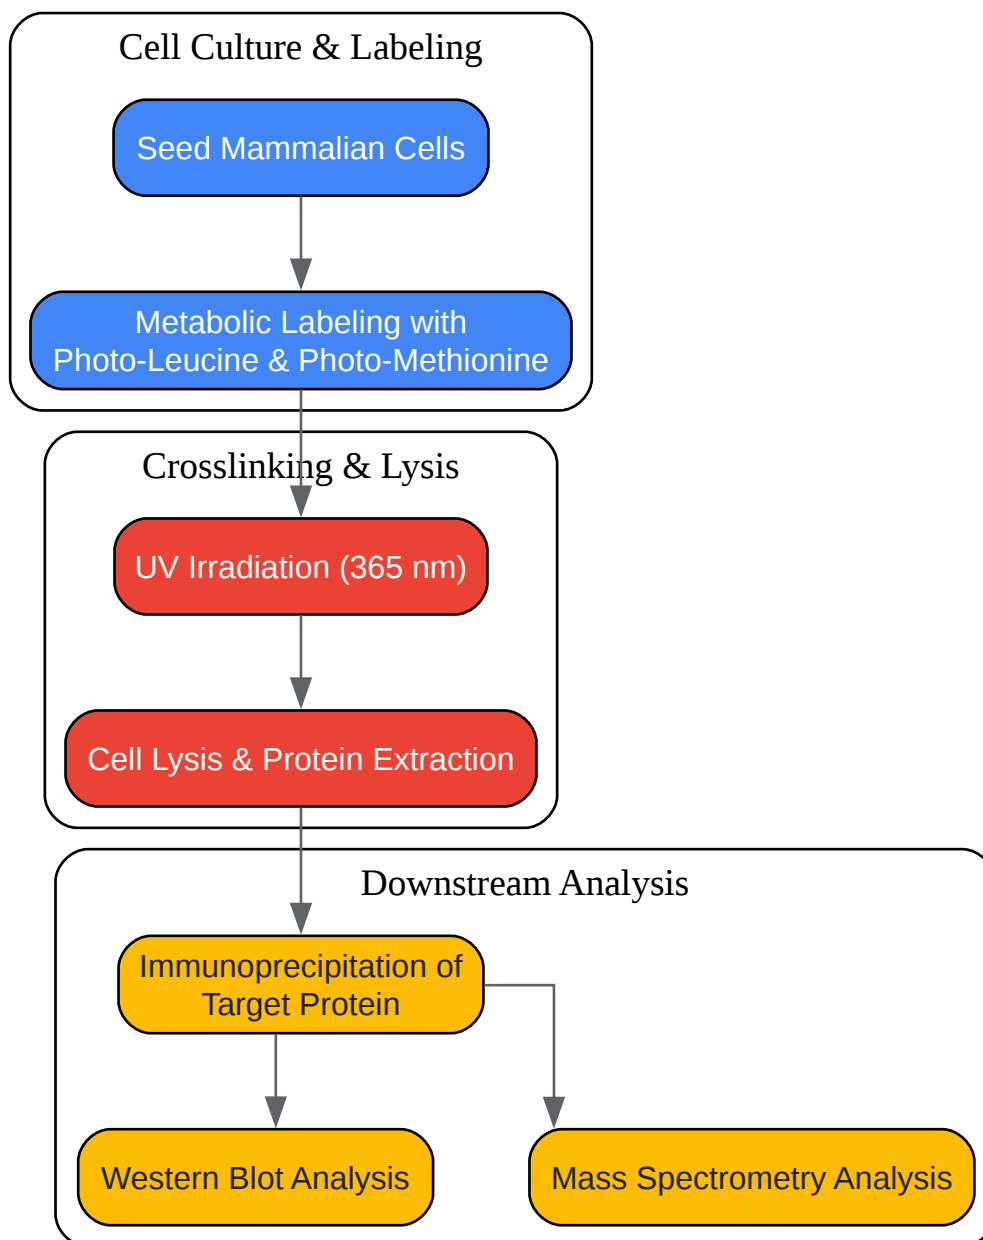 Cell Culture & Labeling
Seed Mammalian Cells
Metabolic Labeling with
Photo-Leucine & Photo-Methionine
Crosslinking & Lysis
UV Irradiation (365 nm)
Cell Lysis & Protein Extraction
Downstream Analysis
Immunoprecipitation of
Target Protein
Western Blot Analysis
Mass Spectrometry Analysis